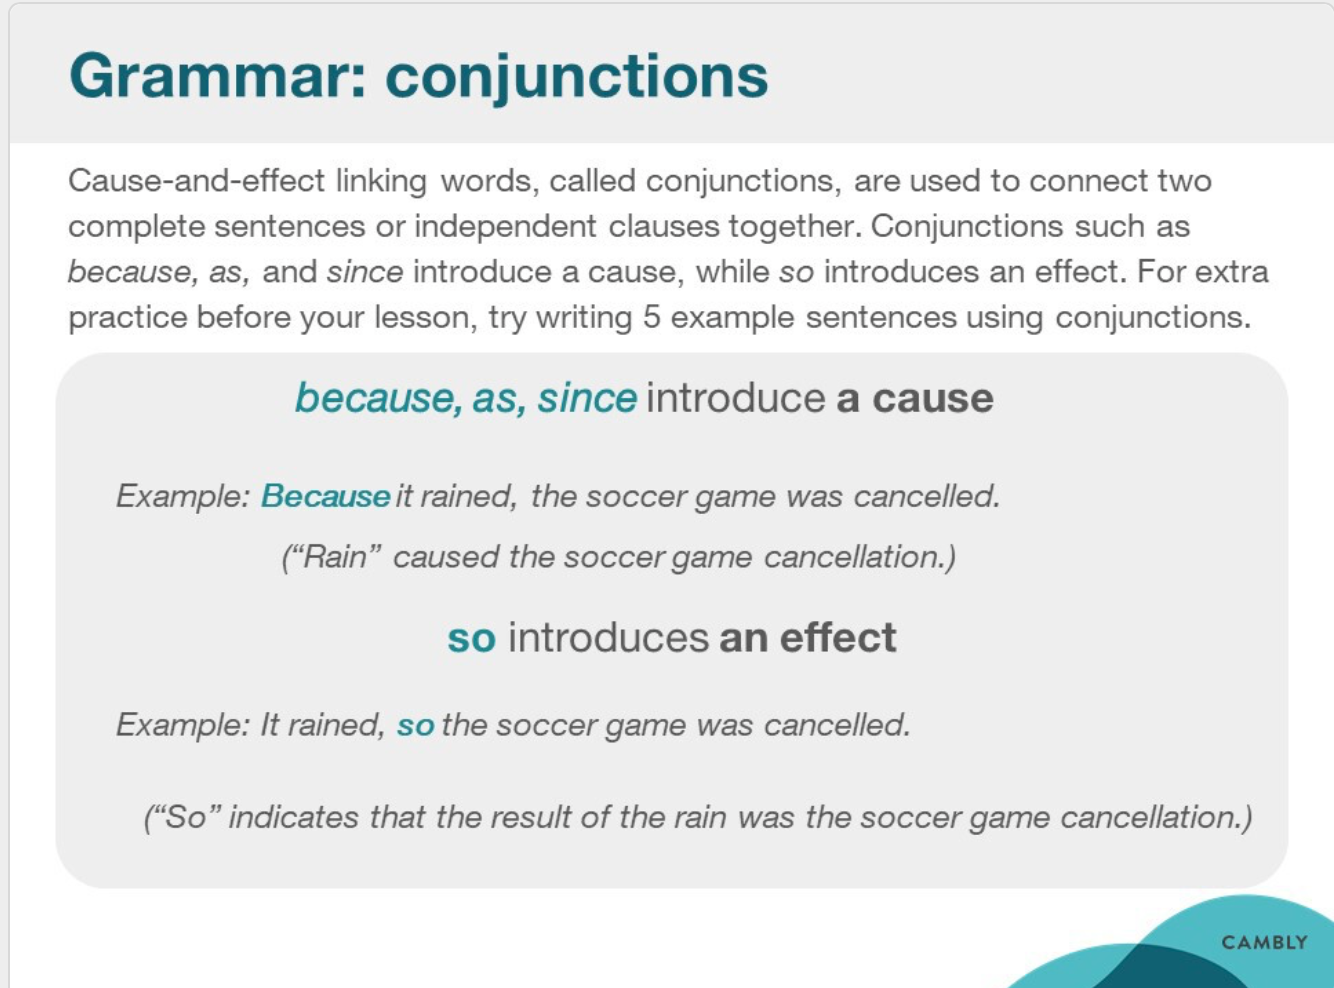 Grammar: conjunctions
Cause-and-effect linking words, called conjunctions, are used to connect two
complete sentences or independent clauses together. Conjunctions such as
because, as, and since introduce a cause, while so introduces an effect. For extra
practice before your lesson, try writing 5 example sentences using conjunctions.
because, as, since introduce a cause
Example: Because it rained, the soccer game was cancelled.
(“Rain” caused the soccer game cancellation.)
so introduces an effect
Example: It rained, so the soccer game was cancelled.
(“So” indicates that the result of the rain was the soccer game cancellation.)
CAMBLY